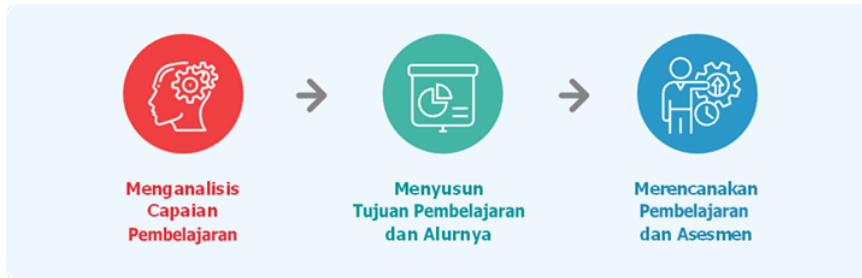 Menganalisis
Capaian
Pembelajaran
Menyusun
Tujuan Pembelajaran
dan Alurnya
Merencanakan
Pembelajaran
dan Asesmen